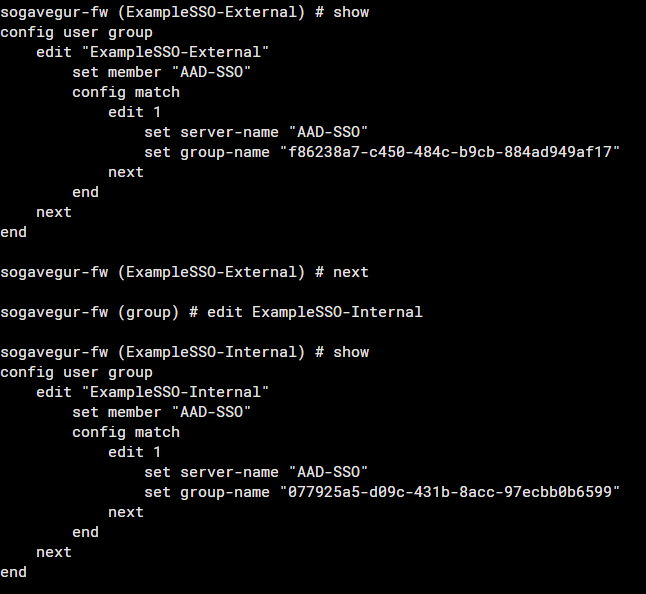 sogavegur-fw (ExampleSSO-External) # show
config user group
    edit "ExampleSSO-External"
        set member "AAD-SSO"
        config match
            edit 1
                set server-name "AAD-SSO"
                set group-name "f86238a7-c450-484c-b9cb-884ad949af17"
            next
        end
    next
end
sogavegur-fw (ExampleSSO-External) # next
sogavegur-fw (group) # edit ExampleSSO-Internal
sogavegur-fw (ExampleSSO-Internal) # show
config user group
    edit "ExampleSSO-Internal"
        set member "AAD-SSO"
        config match
            edit 1
                set server-name "AAD-SSO"
                set group-name "077925a5-d09c-431b-8acc-97ecbb0b6599"
            next
        end
    next
end